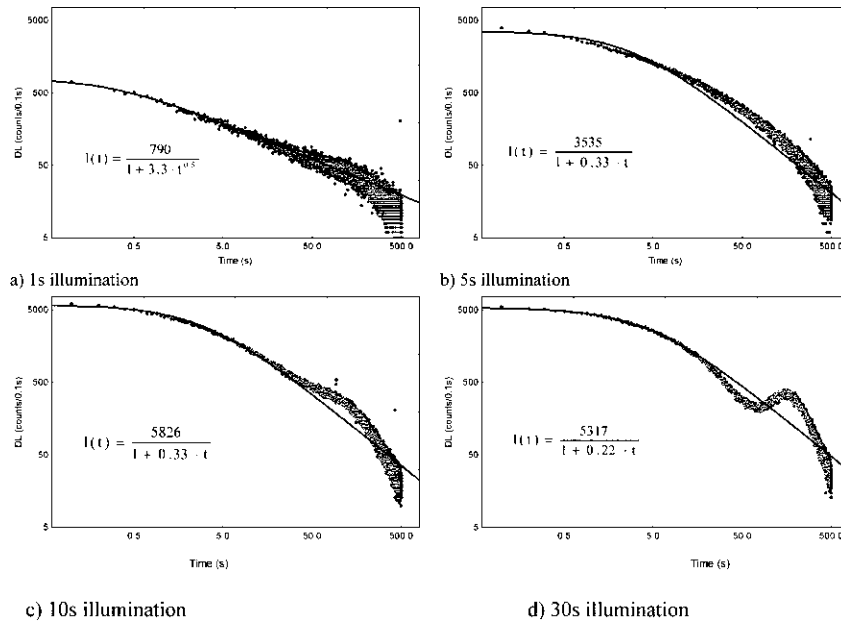 5000
500
50
5
DL (counts/0.1s)
I(t) = 790 / 1 + 3.3 · t^0.5
0 5
5.0
50.0
500.0
Time (s)
a) 1s illumination
5000
500
50
5
DL (counts/0.1s)
I(t) = 3535 / 1 + 0.33 · t
0 5
5.0
50.0
500.0
Time (s)
b) 5s illumination
5000
500
50
5
DL (counts/0.1s)
I(t) = 5826 / 1 + 0.33 · t
0 5
5.0
50.0
500.0
Time (s)
c) 10s illumination
5000
500
50
5
DL (counts/0.1s)
I(t) = 5317 / 1 + 0.22 · t
0 5
5.0
50.0
500.0
Time (s)
d) 30s illumination